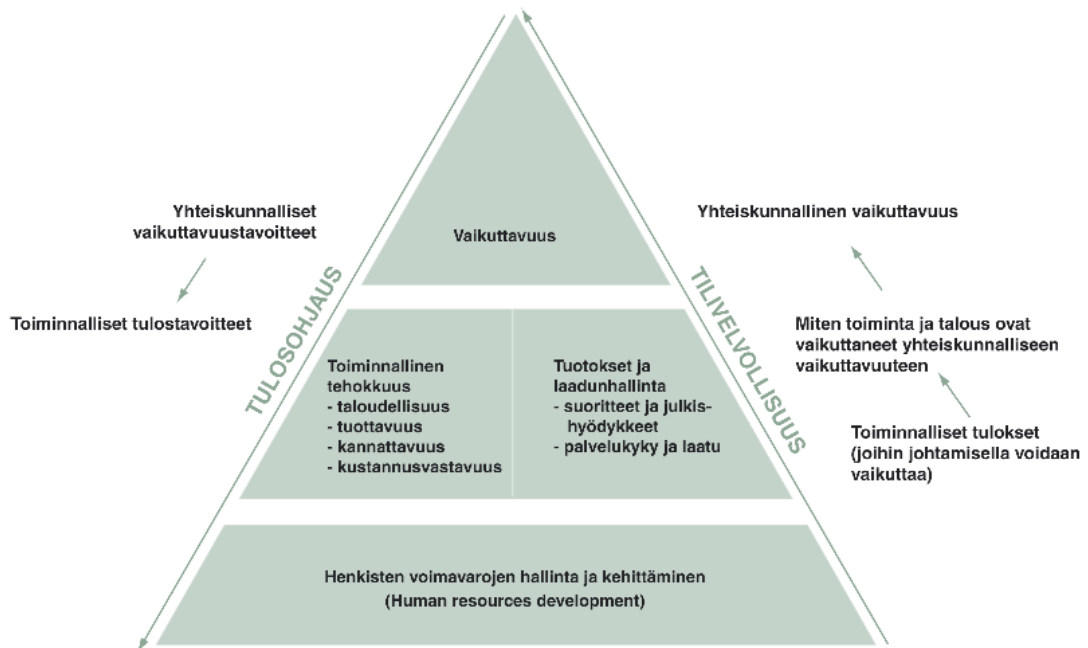 Yhteiskunnalliset
vaikuttavuustavoitteet
Toiminnalliset tulostavoitteet
TULOSOHJAUS
Vaikuttavuus
Toiminnallinen
tehokkuus
- taloudellisuus
- tuottavuus
- kannattavuus
- kustannusvastavuus
Tuotokset ja
laadunhallinta
- suoritteet ja julkis-
hyödykkeet
- palvelukyky ja laatu
Henkisten voimavarojen hallinta ja kehittäminen
(Human resources development)
TILIVELVOLLISUUS
Yhteiskunnallinen vaikuttavuus
Miten toiminta ja talous ovat
vaikuttaneet yhteiskunnalliseen
vaikuttavuuteen
Toiminnalliset tulokset
(joihin johtamisella voidaan
vaikuttaa)